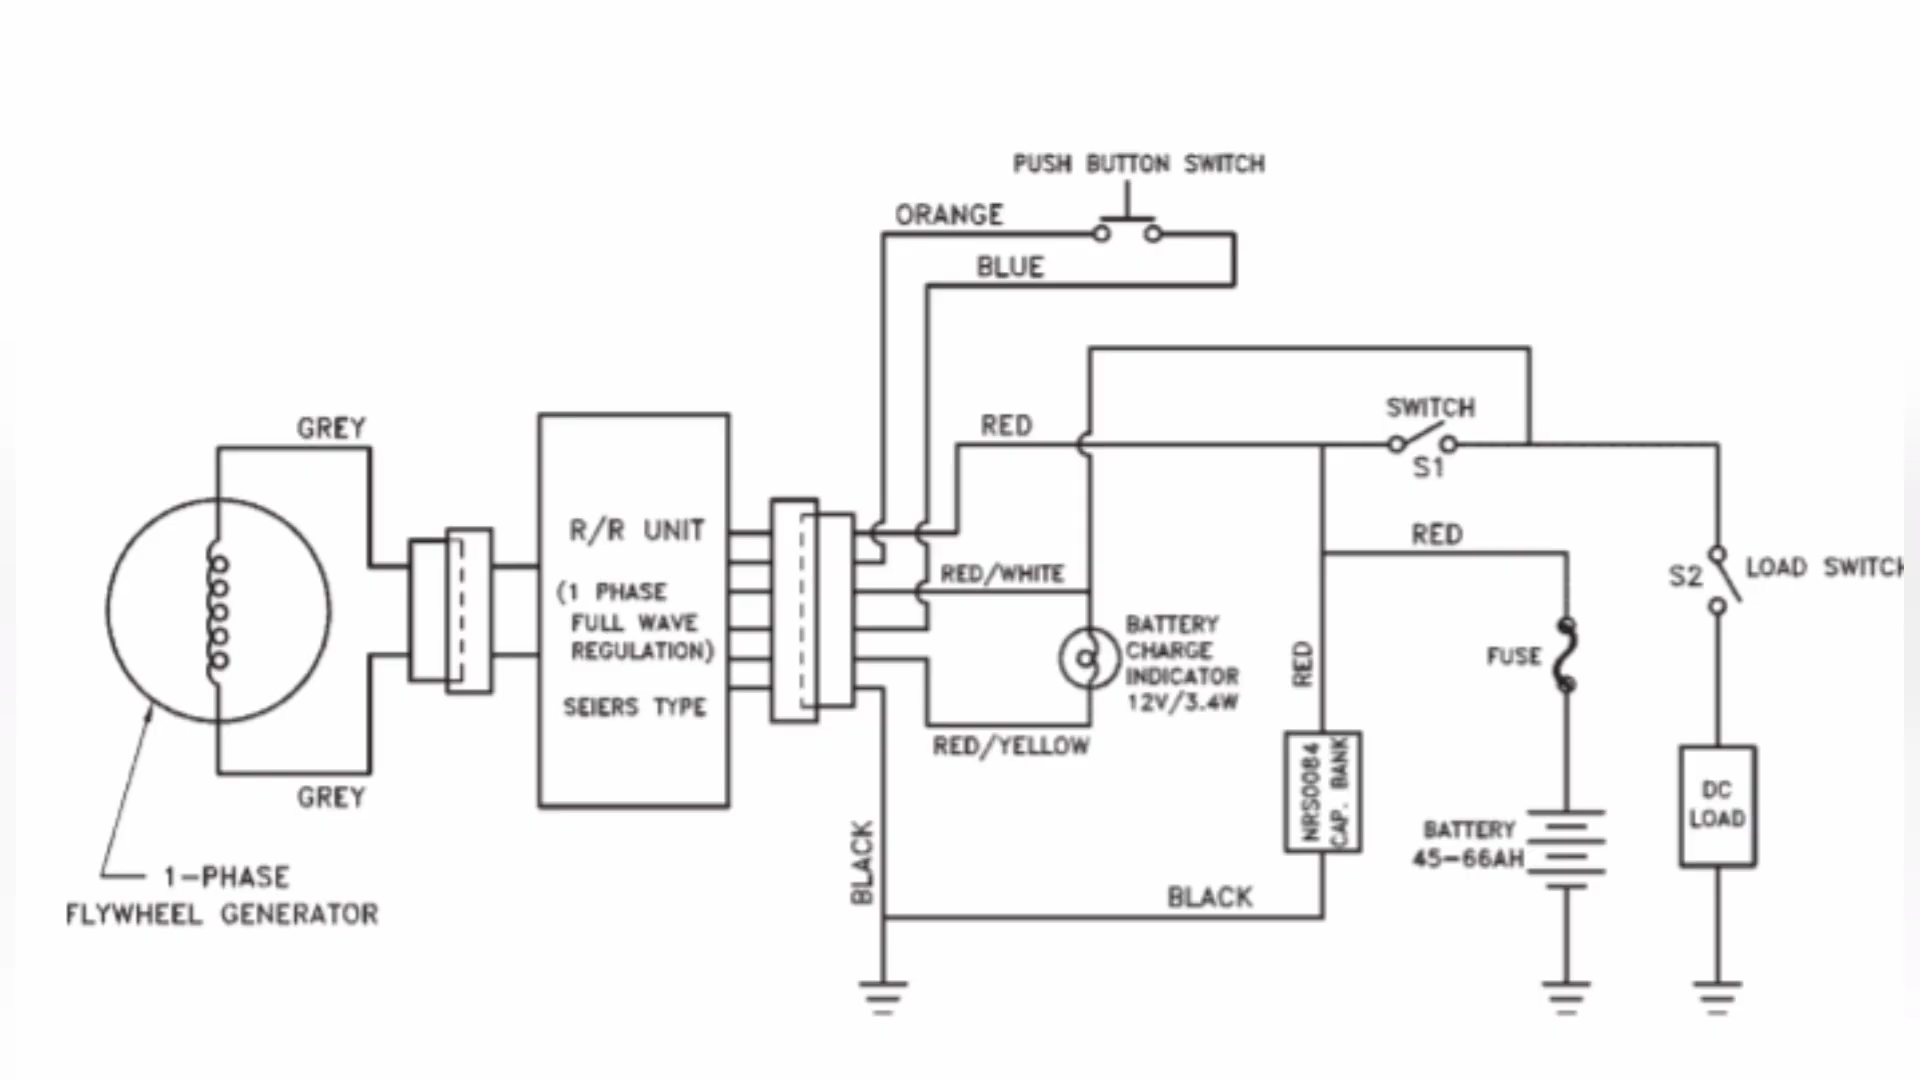 PUSH BUTTON SWITCH
ORANGE
BLUE
SWITCH
S1
RED
GREY
R/R UNIT
(1 PHASE
FULL WAVE
REGULATION)
SEIERS TYPE
RED/WHITE
BATTERY
CHARGE
INDICATOR
12V/3.4W
RED/YELLOW
RED
RED
FUSE
S2
LOAD SWITCH
NRS0084
CAP. BANK
BATTERY
45-66AH
DC
LOAD
GREY
BLACK
BLACK
1-PHASE
FLYWHEEL GENERATOR